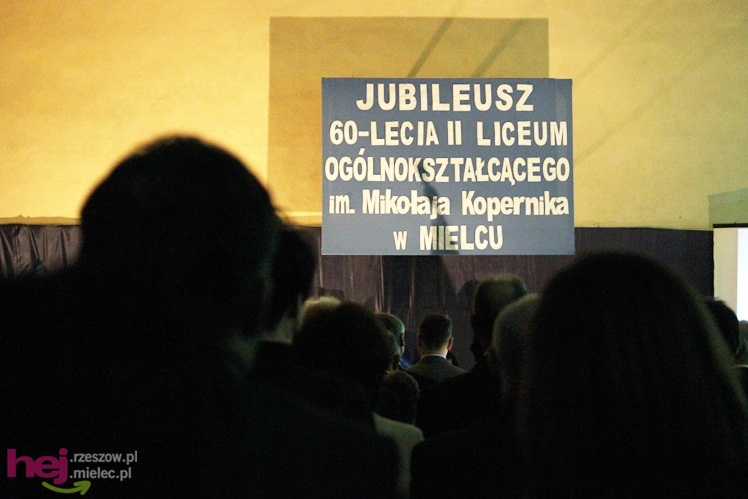 JUBILEUSZ
60-LECIA II LICEUM
OGÓLNOKSZTAŁCĄCEGO
im. Mikołaja Kopernika
w MIELCU
hej .rzeszow.pl
.mielec.pl